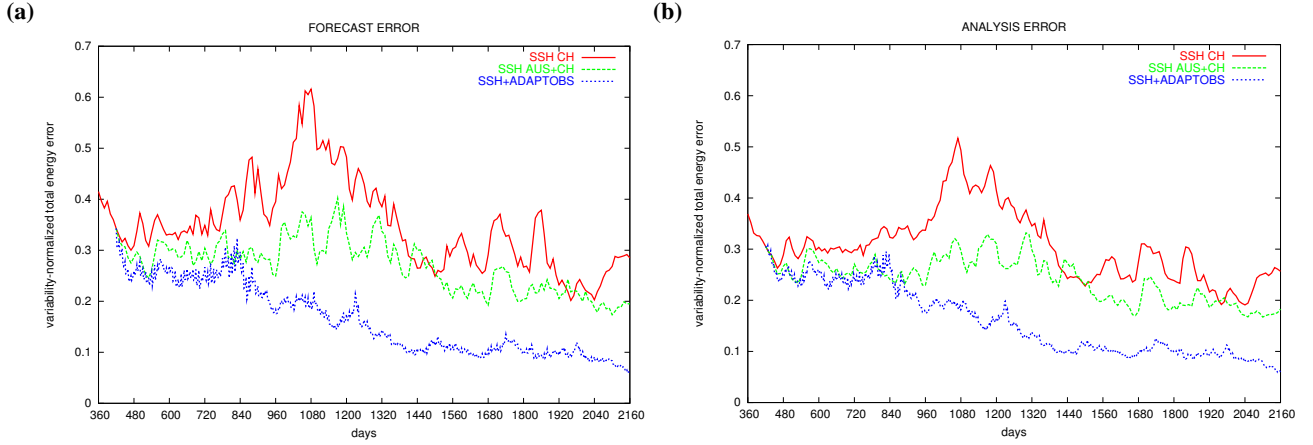 (a)
FORECAST ERROR
variability-normalized total energy error
0.7
0.6
0.5
0.4
0.3
0.2
0.1
0
SSH CH
SSH AUS+CH
SSH+ADAPTOBS
360 480 600 720 840 960 1080 1200 1320 1440 1560 1680 1800 1920 2040 2160
days
(b)
ANALYSIS ERROR
variability-normalized total energy error
0.7
0.6
0.5
0.4
0.3
0.2
0.1
0
SSH CH
SSH AUS+CH
SSH+ADAPTOBS
360 480 600 720 840 960 1080 1200 1320 1440 1560 1680 1800 1920 2040 2160
days